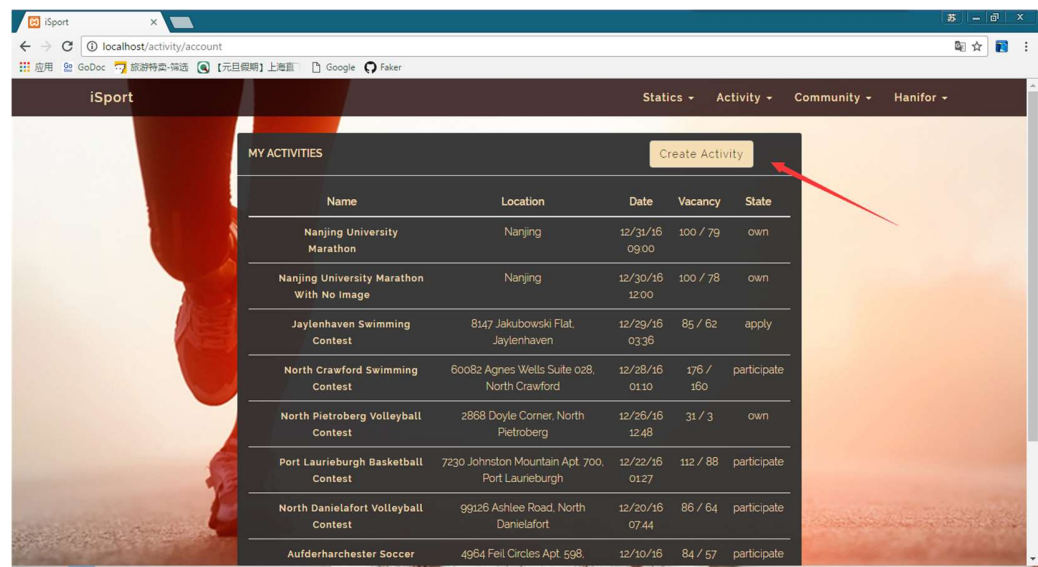 iSport
苏
localhost/activity/account
应用 GoDoc 旅游特卖-筛选 【元旦假期】上海直 Google Faker
iSport Statics Activity Community Hanifor
MY ACTIVITIES Create Activity
Name Location Date Vacancy State
Nanjing University Nanjing 12/31/16 100 / 79 own
Marathon 09:00
Nanjing University Marathon Nanjing 12/30/16 100 / 78 own
With No Image 12:00
Jaylenhaven Swimming 8147 Jakubowski Flat, 12/29/16 85 / 62 apply
Contest Jaylenhaven 03:36
North Crawford Swimming 60082 Agnes Wells Suite 028, 12/28/16 176 / participate
Contest North Crawford 01:10 160
North Pietroberg Volleyball 2868 Doyle Corner, North 12/26/16 31 / 3 own
Contest Pietroberg 12:48
Port Laurieburgh Basketball 7230 Johnston Mountain Apt. 700, 12/22/16 112 / 88 participate
Contest Port Laurieburgh 01:27
North Danielafort Volleyball 99126 Ashlee Road, North 12/20/16 86 / 64 participate
Contest Danielafort 07:44
Aufderharchester Soccer 4964 Feil Circles Apt. 598, 12/10/16 84 / 57 participate